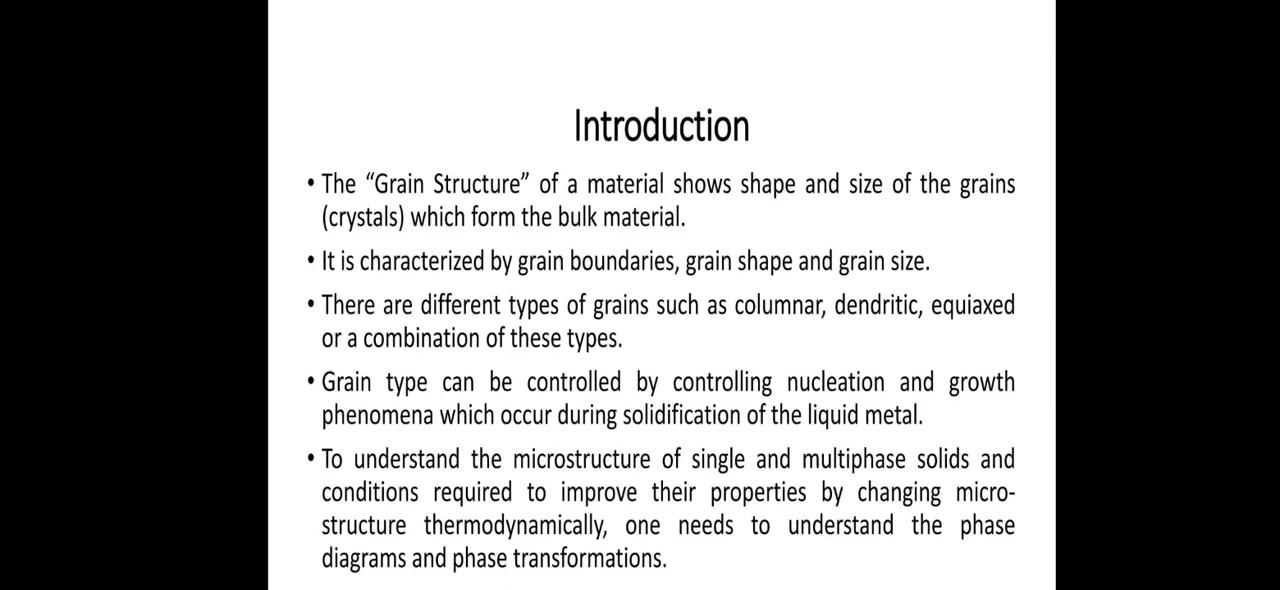 Introduction
• The “Grain Structure” of a material shows shape and size of the grains
(crystals) which form the bulk material.
• It is characterized by grain boundaries, grain shape and grain size.
• There are different types of grains such as columnar, dendritic, equiaxed
or a combination of these types.
• Grain type can be controlled by controlling nucleation and growth
phenomena which occur during solidification of the liquid metal.
• To understand the microstructure of single and multiphase solids and
conditions required to improve their properties by changing micro-
structure thermodynamically, one needs to understand the phase
diagrams and phase transformations.